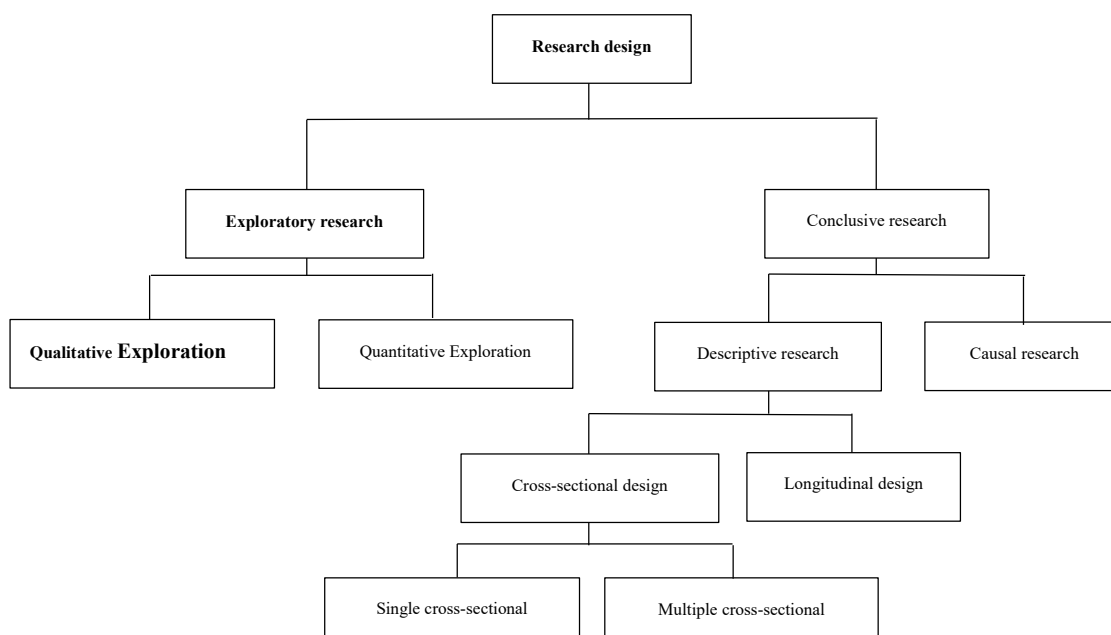 Research design
Exploratory research
Conclusive research
Qualitative Exploration
Quantitative Exploration
Descriptive research
Causal research
Cross-sectional design
Longitudinal design
Single cross-sectional
Multiple cross-sectional